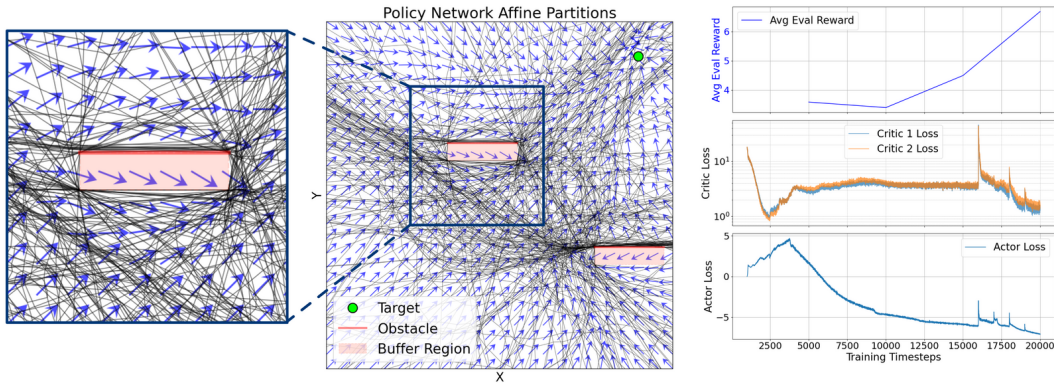 Policy Network Affine Partitions
Y
X
Target
Obstacle
Buffer Region
Avg Eval Reward
6
5
4
Avg Eval Reward
Critic Loss
10¹
10⁰
Critic 1 Loss
Critic 2 Loss
Actor Loss
5
0
−5
Actor Loss
2500 5000 7500 10000 12500 15000 17500 20000
Training Timesteps